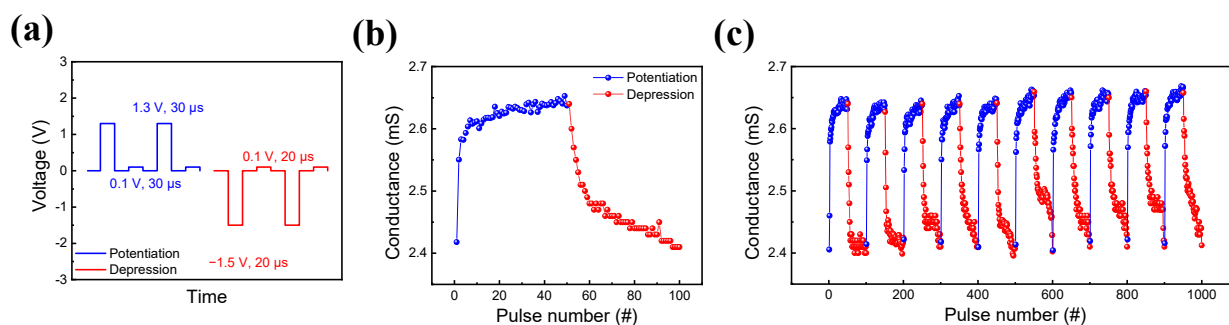 (a)
3
2
1
0
-1
-2
-3
Voltage (V)
1.3 V, 30 µs
0.1 V, 30 µs
0.1 V, 20 µs
−1.5 V, 20 µs
Potentiation
Depression
Time
(b)
2.7
2.6
2.5
2.4
Conductance (mS)
Potentiation
Depression
0 20 40 60 80 100
Pulse number (#)
(c)
2.7
2.6
2.5
2.4
Conductance (mS)
Potentiation
Depression
0 200 400 600 800 1000
Pulse number (#)